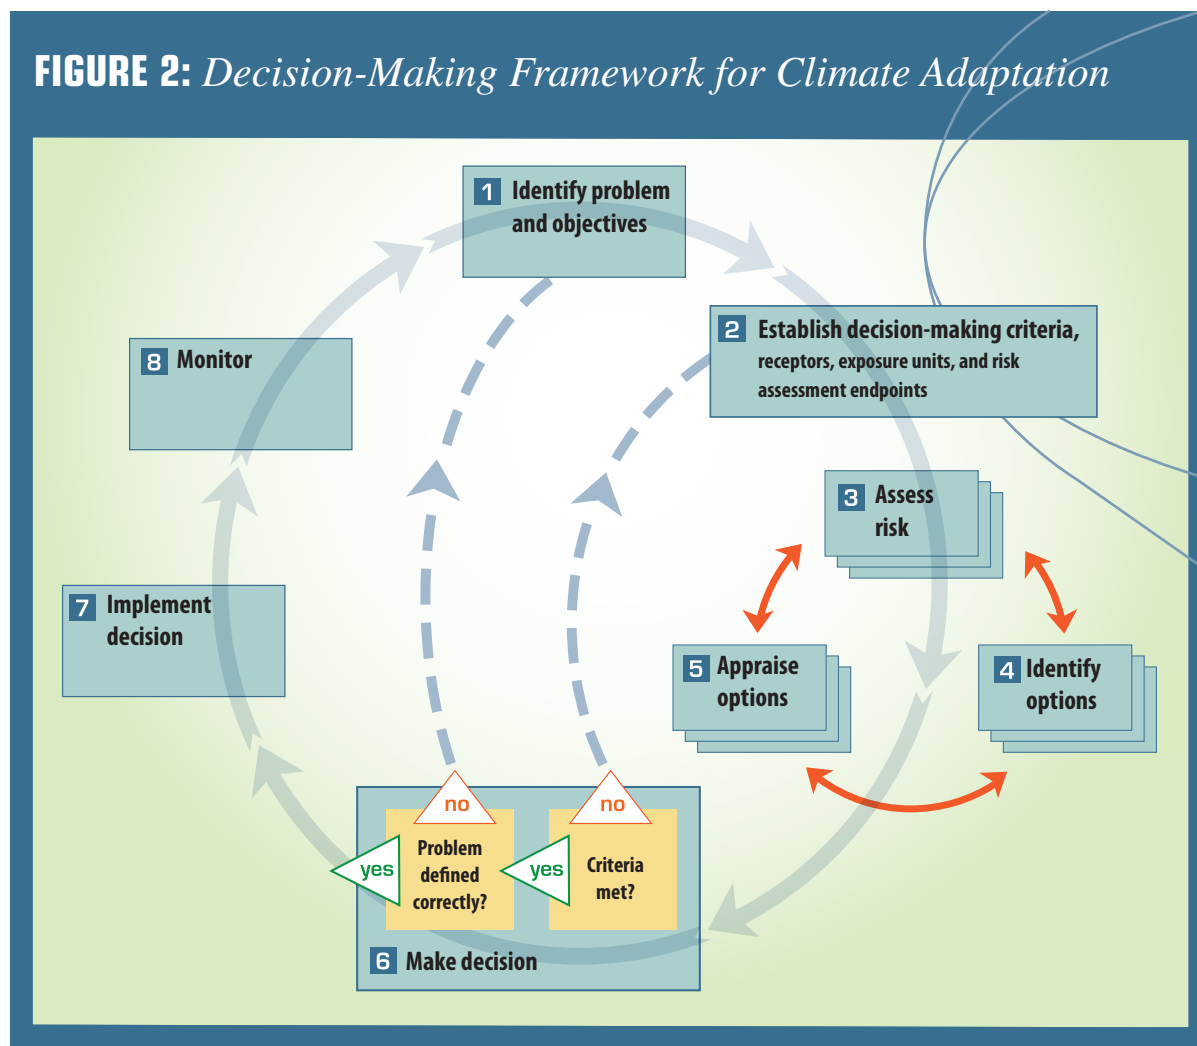 FIGURE 2: Decision-Making Framework for Climate Adaptation
1 Identify problem
and objectives
2 Establish decision-making criteria,
receptors, exposure units, and risk
assessment endpoints
3 Assess
risk
4 Identify
options
5 Appraise
options
no
no
yes
Problem
defined
correctly?
yes
Criteria
met?
6 Make decision
7 Implement
decision
8 Monitor